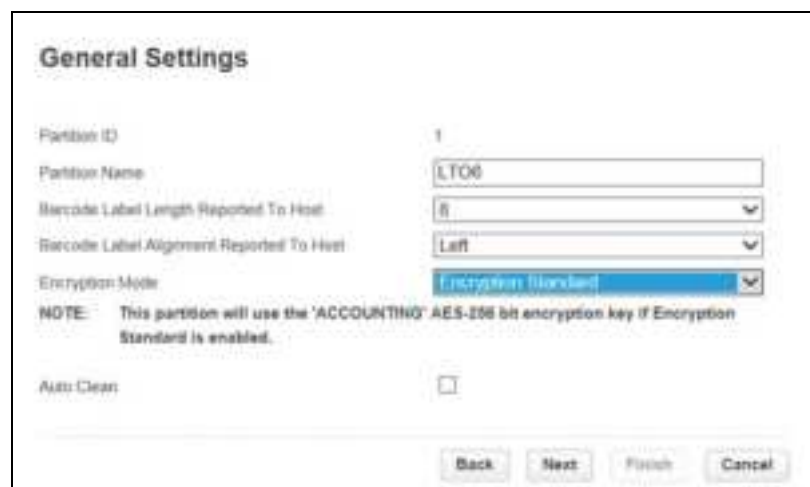 General Settings
Partition ID 1
Partition Name LTO6
Barcode Label Length Reported To Host 8
Barcode Label Alignment Reported To Host Left
Encryption Mode Encryption Standard
NOTE: This partition will use the 'ACCOUNTING' AES-256 bit encryption key if Encryption
Standard is enabled.
Auto Clean
Back Next Finish Cancel